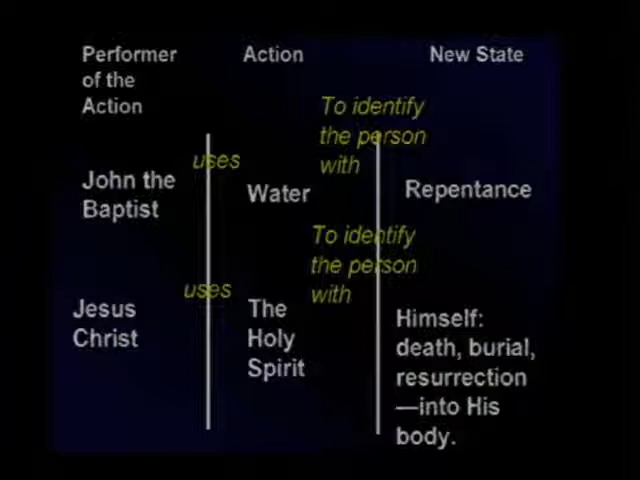 Performer
of the
Action
Action
New State
John the
Baptist
uses
Water
To identify
the person
with
Repentance
Jesus
Christ
uses
The
Holy
Spirit
To identify
the person
with
Himself:
death, burial,
resurrection
—into His
body.